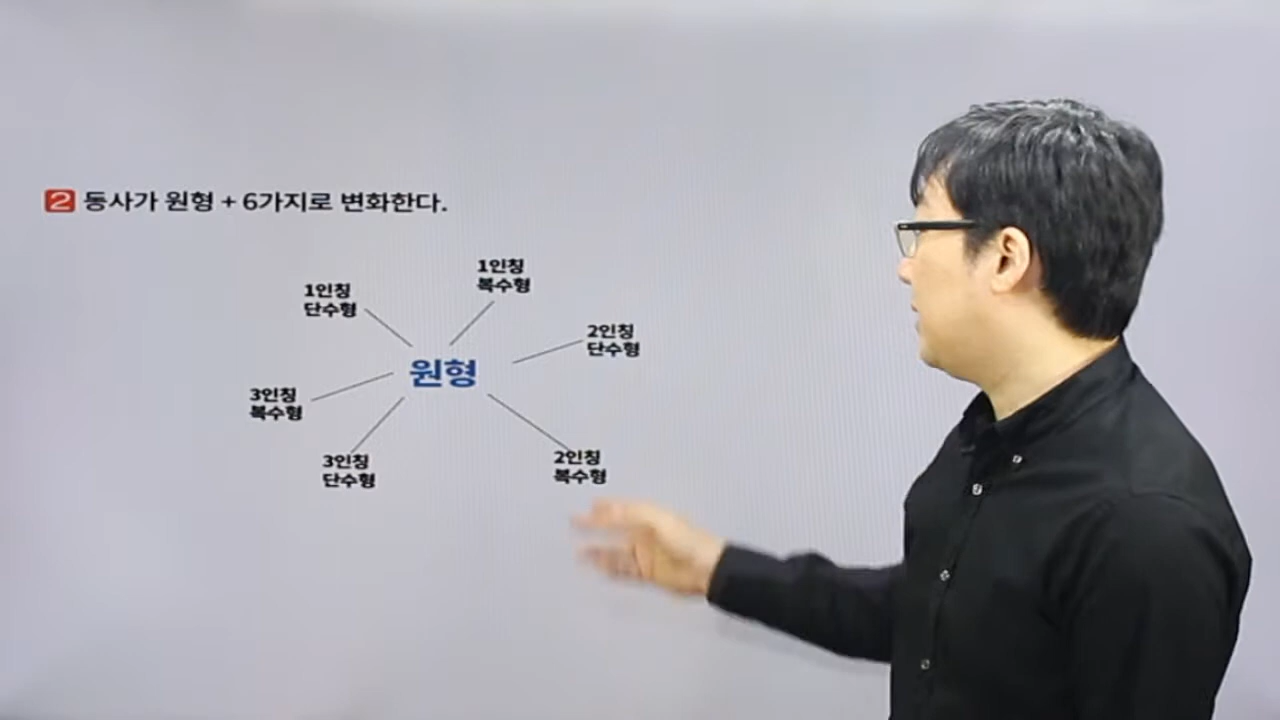 2 동사가 원형 + 6가지로 변화한다.
1인칭
복수형
1인칭
단수형
2인칭
단수형
원형
3인칭
복수형
3인칭
단수형
2인칭
복수형